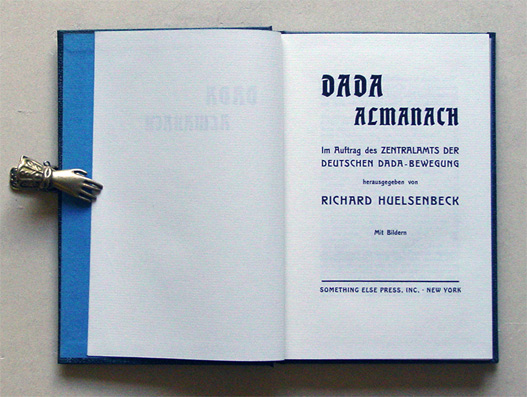 DADA
ALMANACH
Im Auftrag des ZENTRALAMTS DER
DEUTSCHEN DADA-BEWEGUNG
herausgegeben von
RICHARD HUELSENBECK
Mit Bildern
SOMETHING ELSE PRESS, INC. · NEW YORK